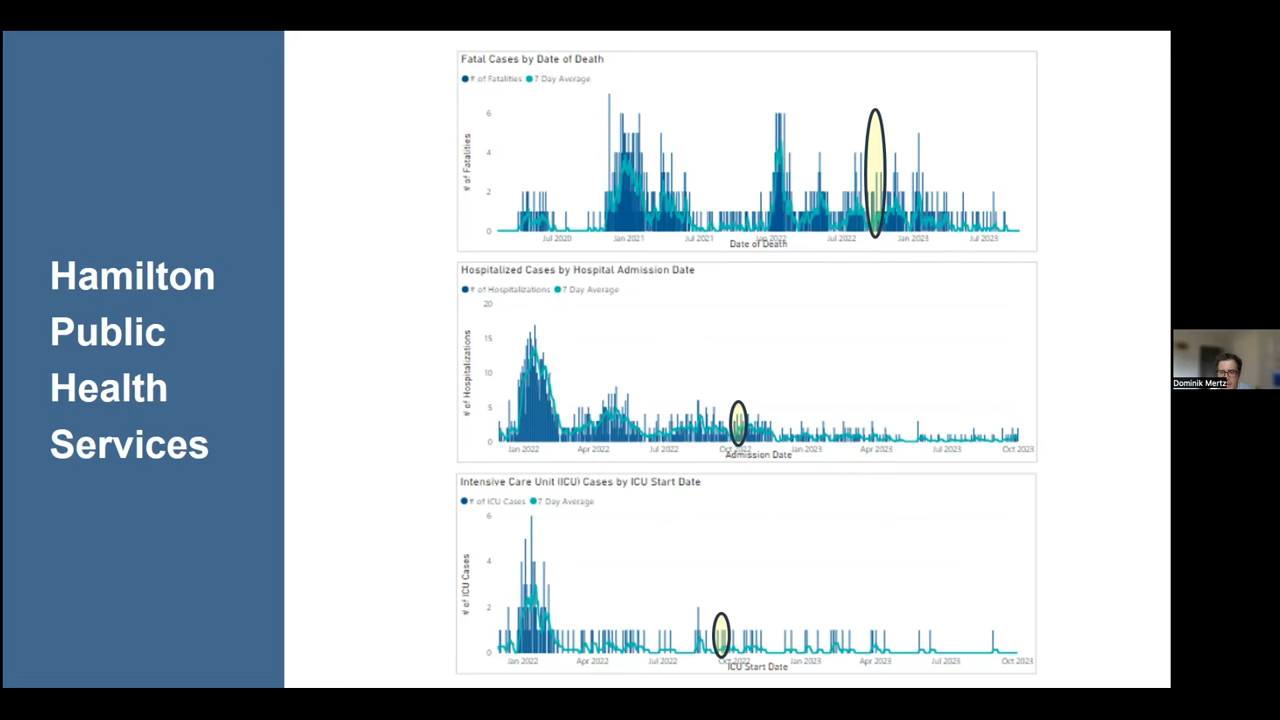 Hamilton
Public
Health
Services
Fatal Cases by Date of Death
# of Fatalities 7 Day Average
# of Fatalities
6
4
2
0
Jul 2020 Jan 2021 Jul 2021 Jan 2022 Jul 2022 Jan 2023 Jul 2023
Date of Death
Hospitalized Cases by Hospital Admission Date
# of Hospitalizations 7 Day Average
# of Hospitalizations
20
15
10
5
0
Jan 2022 Apr 2022 Jul 2022 Oct 2022 Jan 2023 Apr 2023 Jul 2023 Oct 2023
Admission Date
Intensive Care Unit (ICU) Cases by ICU Start Date
# of ICU Cases 7 Day Average
# of ICU Cases
6
4
2
0
Jan 2022 Apr 2022 Jul 2022 Oct 2022 Jan 2023 Apr 2023 Jul 2023 Oct 2023
ICU Start Date
Dominik Mertz